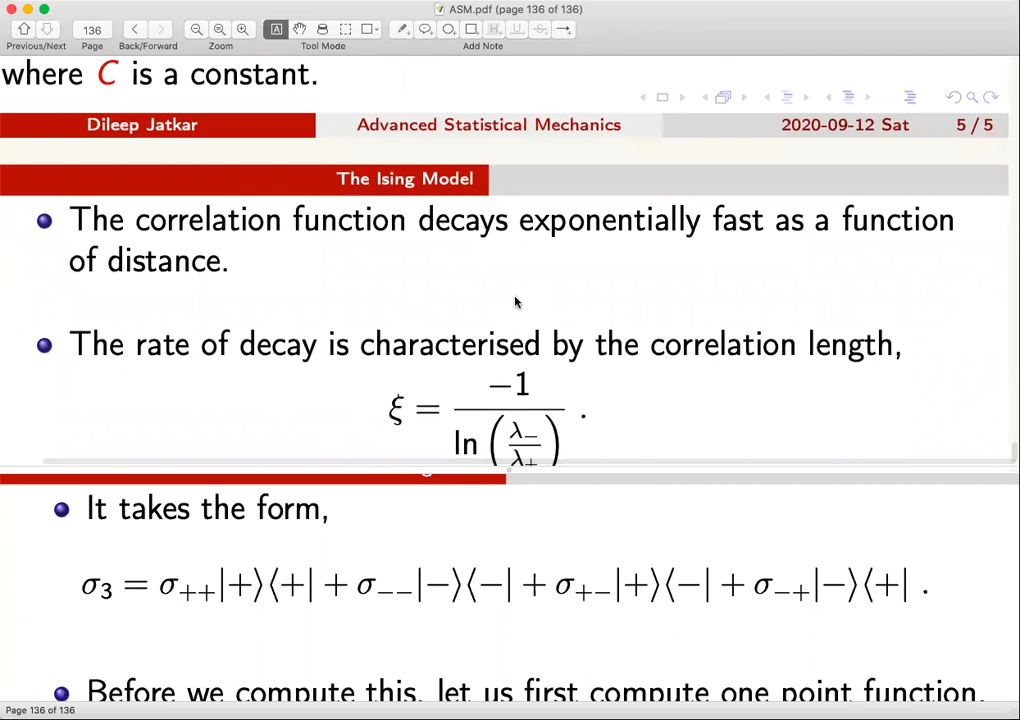 ASM.pdf (page 136 of 136)
136
Previous/Next Page Back/Forward Zoom Tool Mode Add Note
where C is a constant.
Dileep Jatkar Advanced Statistical Mechanics 2020-09-12 Sat 5 / 5
The Ising Model
The correlation function decays exponentially fast as a function
of distance.
The rate of decay is characterised by the correlation length,
ξ = −1 / ln (λ₋ / λ₊) .
It takes the form,
σ₃ = σ₊₊|+⟩⟨+| + σ₋₋|−⟩⟨−| + σ₊₋|+⟩⟨−| + σ₋₊|−⟩⟨+| .
Before we compute this, let us first compute one point function,
Page 136 of 136